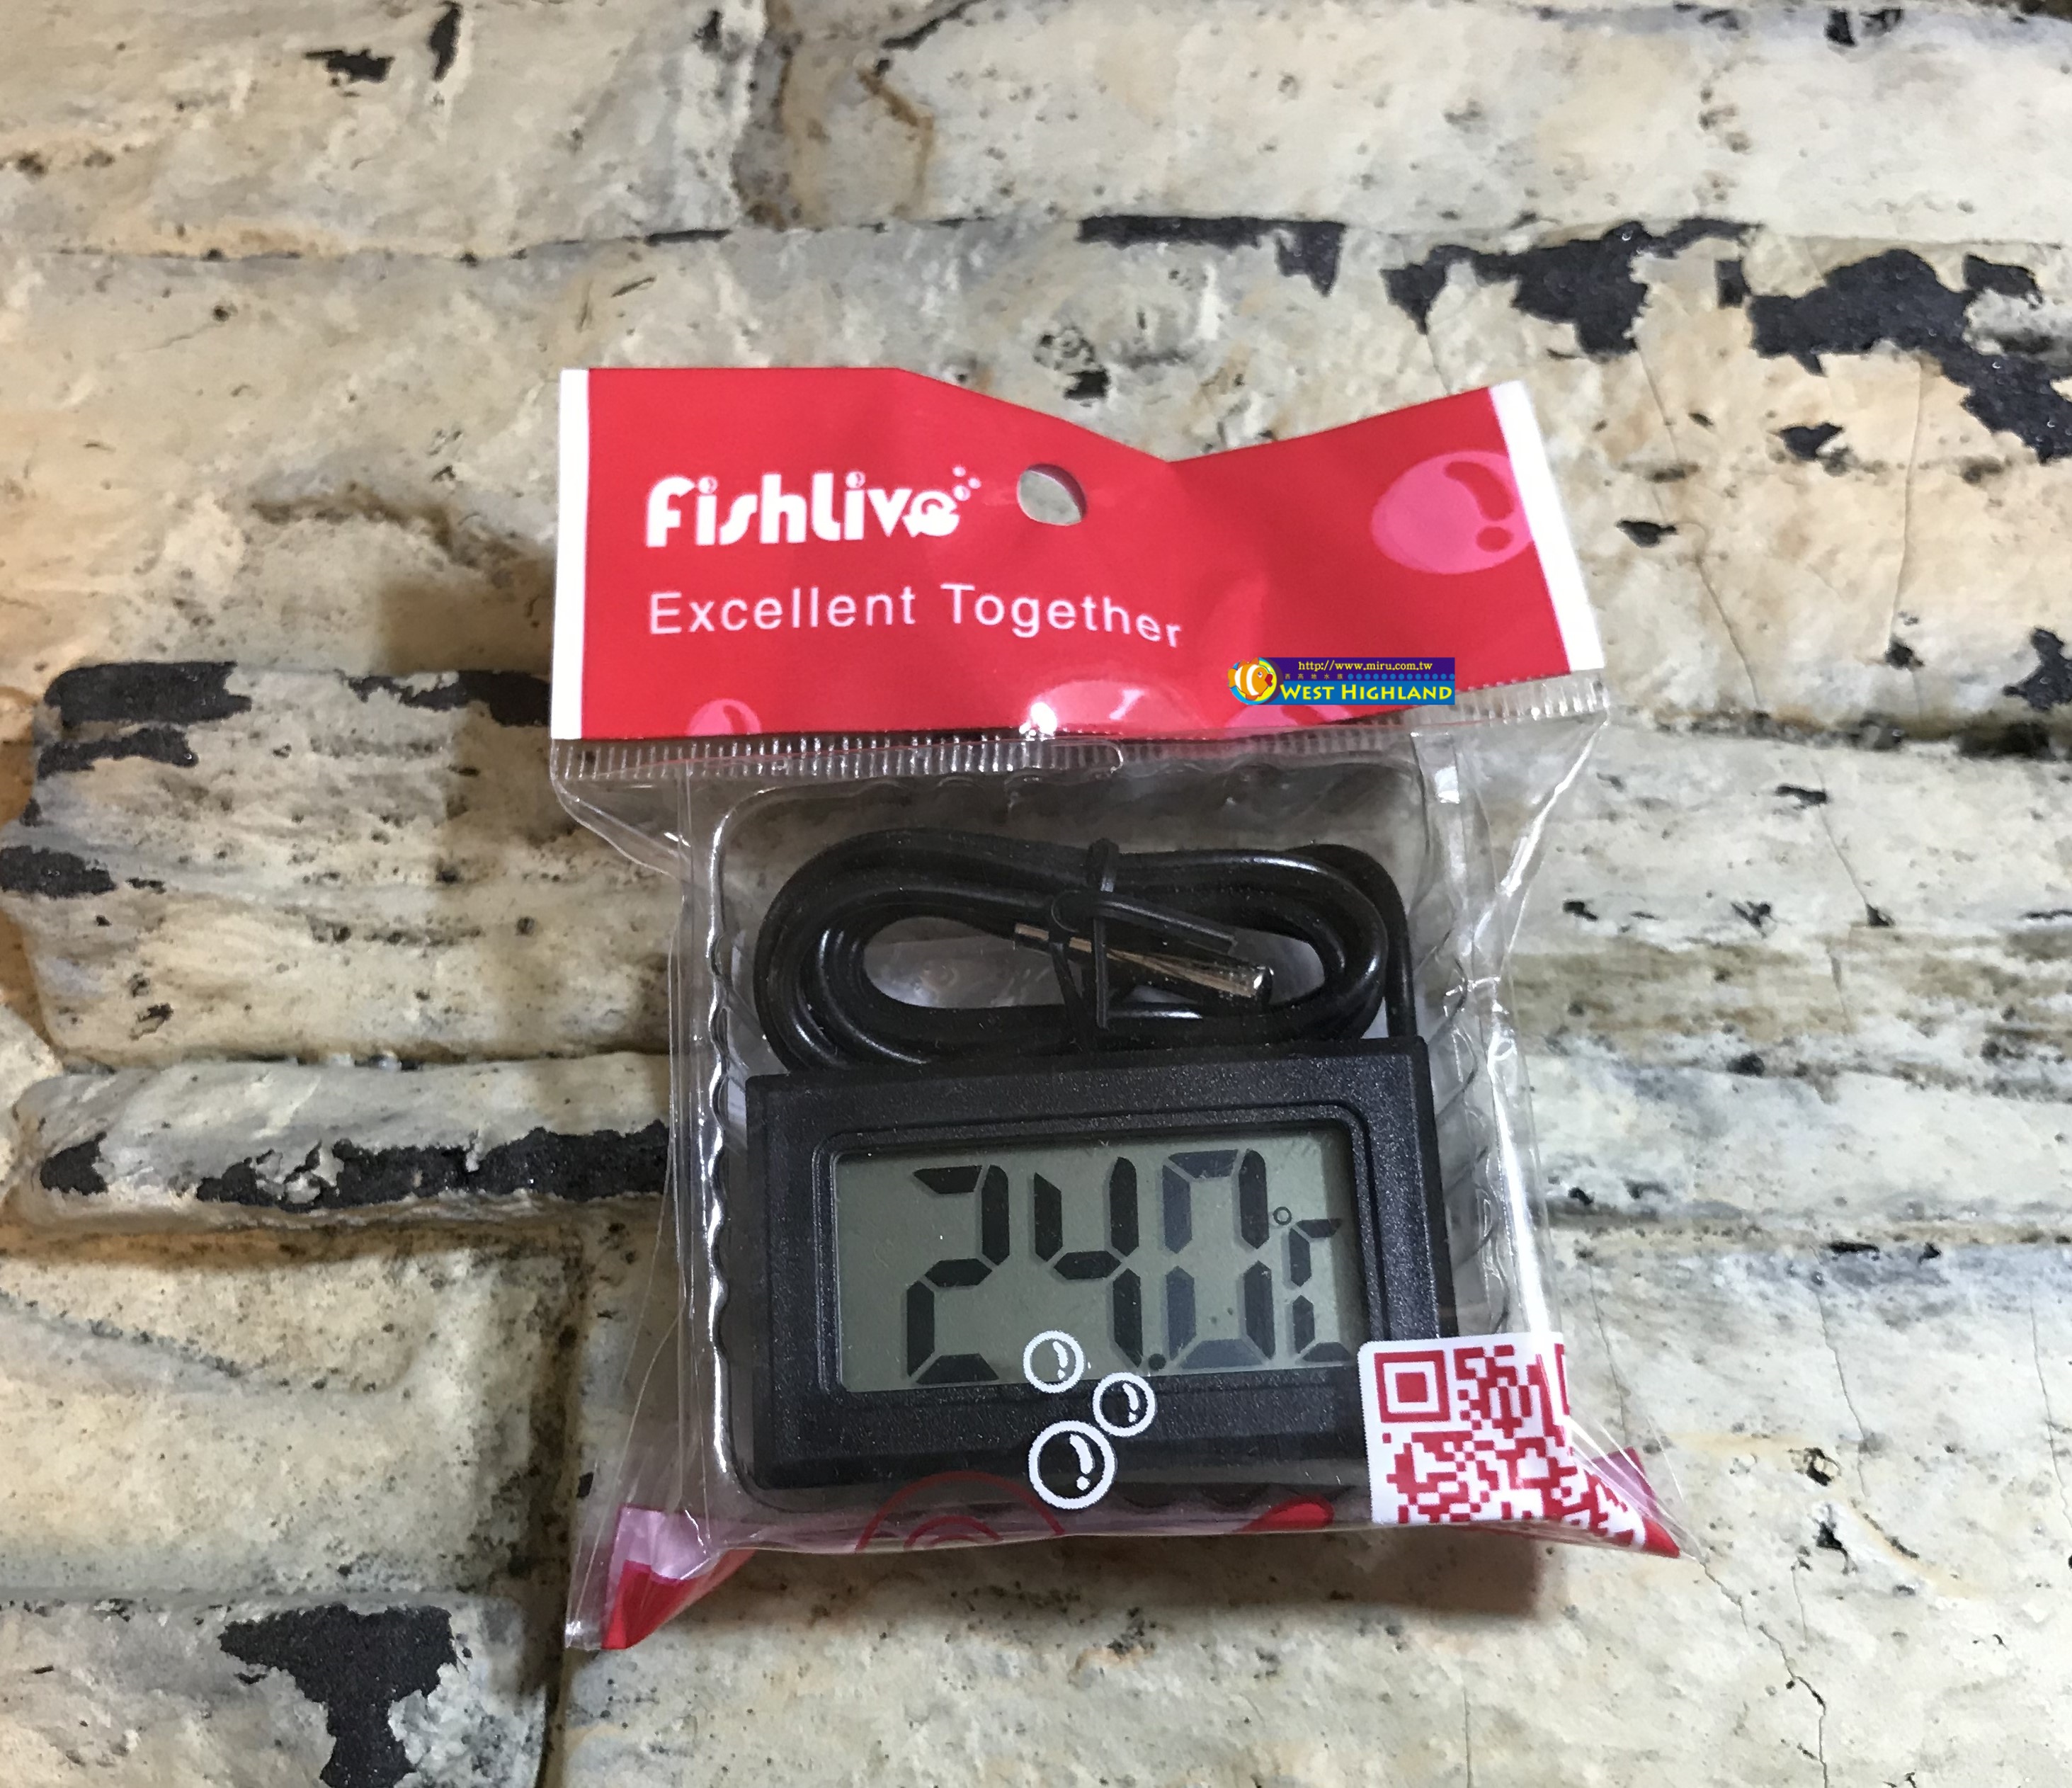 FishLive
Excellent Together
http://www.miru.com.tw
WEST HIGHLAND
24.0°C